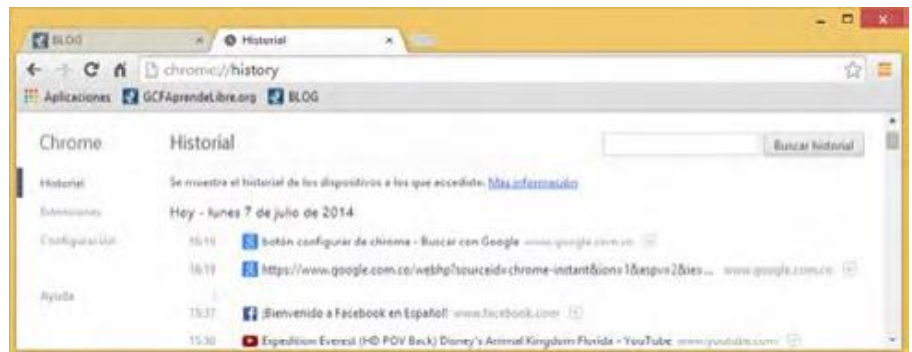 BLOG
Historial
chrome://history
Aplicaciones GCFAprendeLibre.org BLOG
Chrome
Historial
Buscar historial
Historial
Se muestra el historial de los dispositivos a los que accediste. Más información
Extensiones
Hoy - lunes 7 de julio de 2014
Configuración
16:19 botón configurar de chrome - Buscar con Google www.google.com.co
16:19 https://www.google.com.co/webhp?sourceid=chrome-instant&ion=1&espv=2&ies... www.google.com.co
Ayuda
15:37 ¡Bienvenido a Facebook en Español! www.facebook.com
15:30 Expedition Everest (HD POV Back) Disney's Animal Kingdom Florida - YouTube www.youtube.com